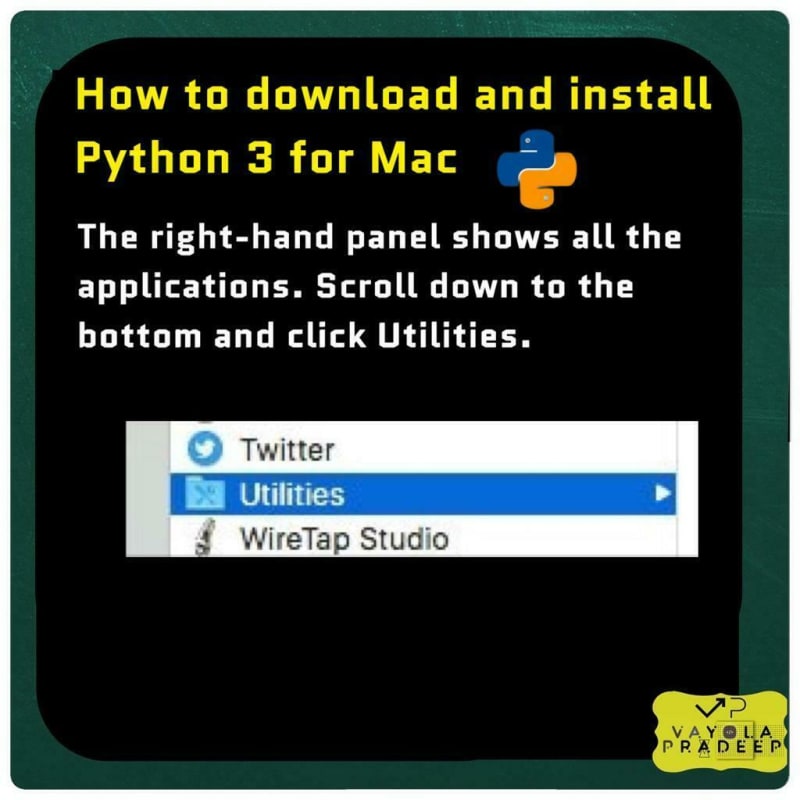 How to download and install
Python 3 for Mac
The right-hand panel shows all the
applications. Scroll down to the
bottom and click Utilities.
Twitter
Utilities
WireTap Studio
VP
VAYOLA
PRADEEP